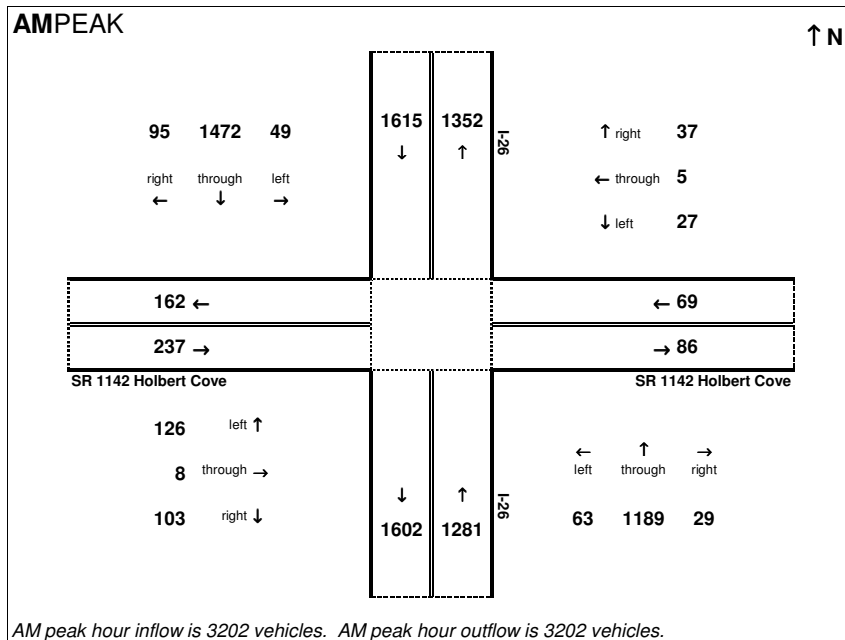 AMPEAK
↑ N
95 1472 49
right through left
← ↓ →
1615 1352
↓ ↑
I-26
↑ right 37
← through 5
↓ left 27
162 ←
237 →
← 69
→ 86
SR 1142 Holbert Cove
SR 1142 Holbert Cove
126 left ↑
8 through →
103 right ↓
↓ ↑
1602 1281
I-26
← ↑ →
left through right
63 1189 29
AM peak hour inflow is 3202 vehicles. AM peak hour outflow is 3202 vehicles.